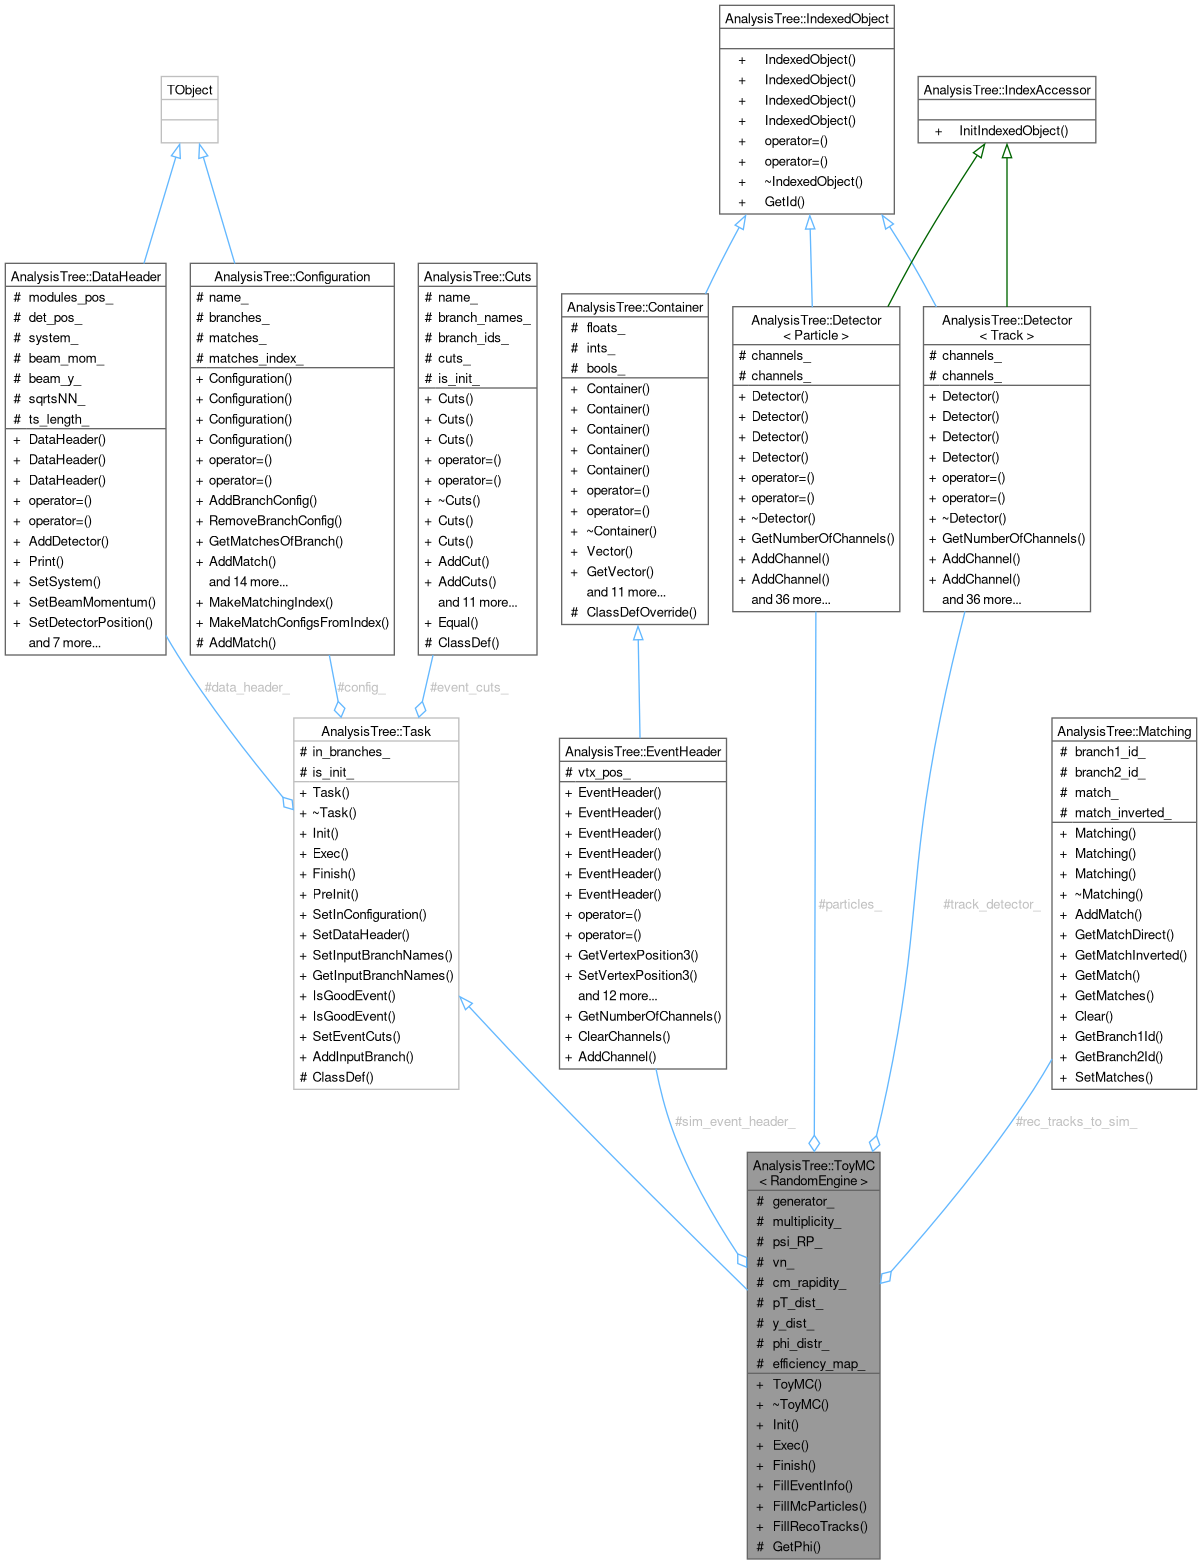 AnalysisTree::IndexedObject
+ IndexedObject()
+ IndexedObject()
+ IndexedObject()
+ IndexedObject()
+ operator=()
+ operator=()
+ ~IndexedObject()
+ GetId()
TObject
AnalysisTree::IndexAccessor
+ InitIndexedObject()
AnalysisTree::DataHeader
# modules_pos_
# det_pos_
# system_
# beam_mom_
# beam_y_
# sqrtsNN_
# ts_length_
+ DataHeader()
+ DataHeader()
+ DataHeader()
+ operator=()
+ operator=()
+ AddDetector()
+ Print()
+ SetSystem()
+ SetBeamMomentum()
+ SetDetectorPosition()
and 7 more...
AnalysisTree::Configuration
# name_
# branches_
# matches_
# matches_index_
+ Configuration()
+ Configuration()
+ Configuration()
+ Configuration()
+ operator=()
+ operator=()
+ AddBranchConfig()
+ RemoveBranchConfig()
+ GetMatchesOfBranch()
+ AddMatch()
and 14 more...
+ MakeMatchingIndex()
+ MakeMatchConfigsFromIndex()
# AddMatch()
AnalysisTree::Cuts
# name_
# branch_names_
# branch_ids_
# cuts_
# is_init_
+ Cuts()
+ Cuts()
+ Cuts()
+ operator=()
+ operator=()
+ ~Cuts()
+ Cuts()
+ Cuts()
+ AddCut()
+ AddCuts()
and 11 more...
+ Equal()
# ClassDef()
AnalysisTree::Container
# floats_
# ints_
# bools_
+ Container()
+ Container()
+ Container()
+ Container()
+ Container()
+ operator=()
+ operator=()
+ ~Container()
+ Vector()
+ GetVector()
and 11 more...
# ClassDefOverride()
AnalysisTree::Detector
< Particle >
# channels_
# channels_
+ Detector()
+ Detector()
+ Detector()
+ Detector()
+ operator=()
+ operator=()
+ ~Detector()
+ GetNumberOfChannels()
+ AddChannel()
+ AddChannel()
and 36 more...
AnalysisTree::Detector
< Track >
# channels_
# channels_
+ Detector()
+ Detector()
+ Detector()
+ Detector()
+ operator=()
+ operator=()
+ ~Detector()
+ GetNumberOfChannels()
+ AddChannel()
+ AddChannel()
and 36 more...
#data_header_
#config_
#event_cuts_
AnalysisTree::Task
# in_branches_
# is_init_
+ Task()
+ ~Task()
+ Init()
+ Exec()
+ Finish()
+ PreInit()
+ SetInConfiguration()
+ SetDataHeader()
+ SetInputBranchNames()
+ GetInputBranchNames()
+ IsGoodEvent()
+ IsGoodEvent()
+ SetEventCuts()
+ AddInputBranch()
# ClassDef()
AnalysisTree::EventHeader
# vtx_pos_
+ EventHeader()
+ EventHeader()
+ EventHeader()
+ EventHeader()
+ EventHeader()
+ EventHeader()
+ operator=()
+ operator=()
+ GetVertexPosition3()
+ SetVertexPosition3()
and 12 more...
+ GetNumberOfChannels()
+ ClearChannels()
+ AddChannel()
#particles_
#track_detector_
AnalysisTree::Matching
# branch1_id_
# branch2_id_
# match_
# match_inverted_
+ Matching()
+ Matching()
+ Matching()
+ ~Matching()
+ AddMatch()
+ GetMatchDirect()
+ GetMatchInverted()
+ GetMatch()
+ GetMatches()
+ Clear()
+ GetBranch1Id()
+ GetBranch2Id()
+ SetMatches()
#sim_event_header_
#rec_tracks_to_sim_
AnalysisTree::ToyMC
< RandomEngine >
# generator_
# multiplicity_
# psi_RP_
# vn_
# cm_rapidity_
# pT_dist_
# y_dist_
# phi_distr_
# efficiency_map_
+ ToyMC()
+ ~ToyMC()
+ Init()
+ Exec()
+ Finish()
+ FillEventInfo()
+ FillMcParticles()
+ FillRecoTracks()
# GetPhi()